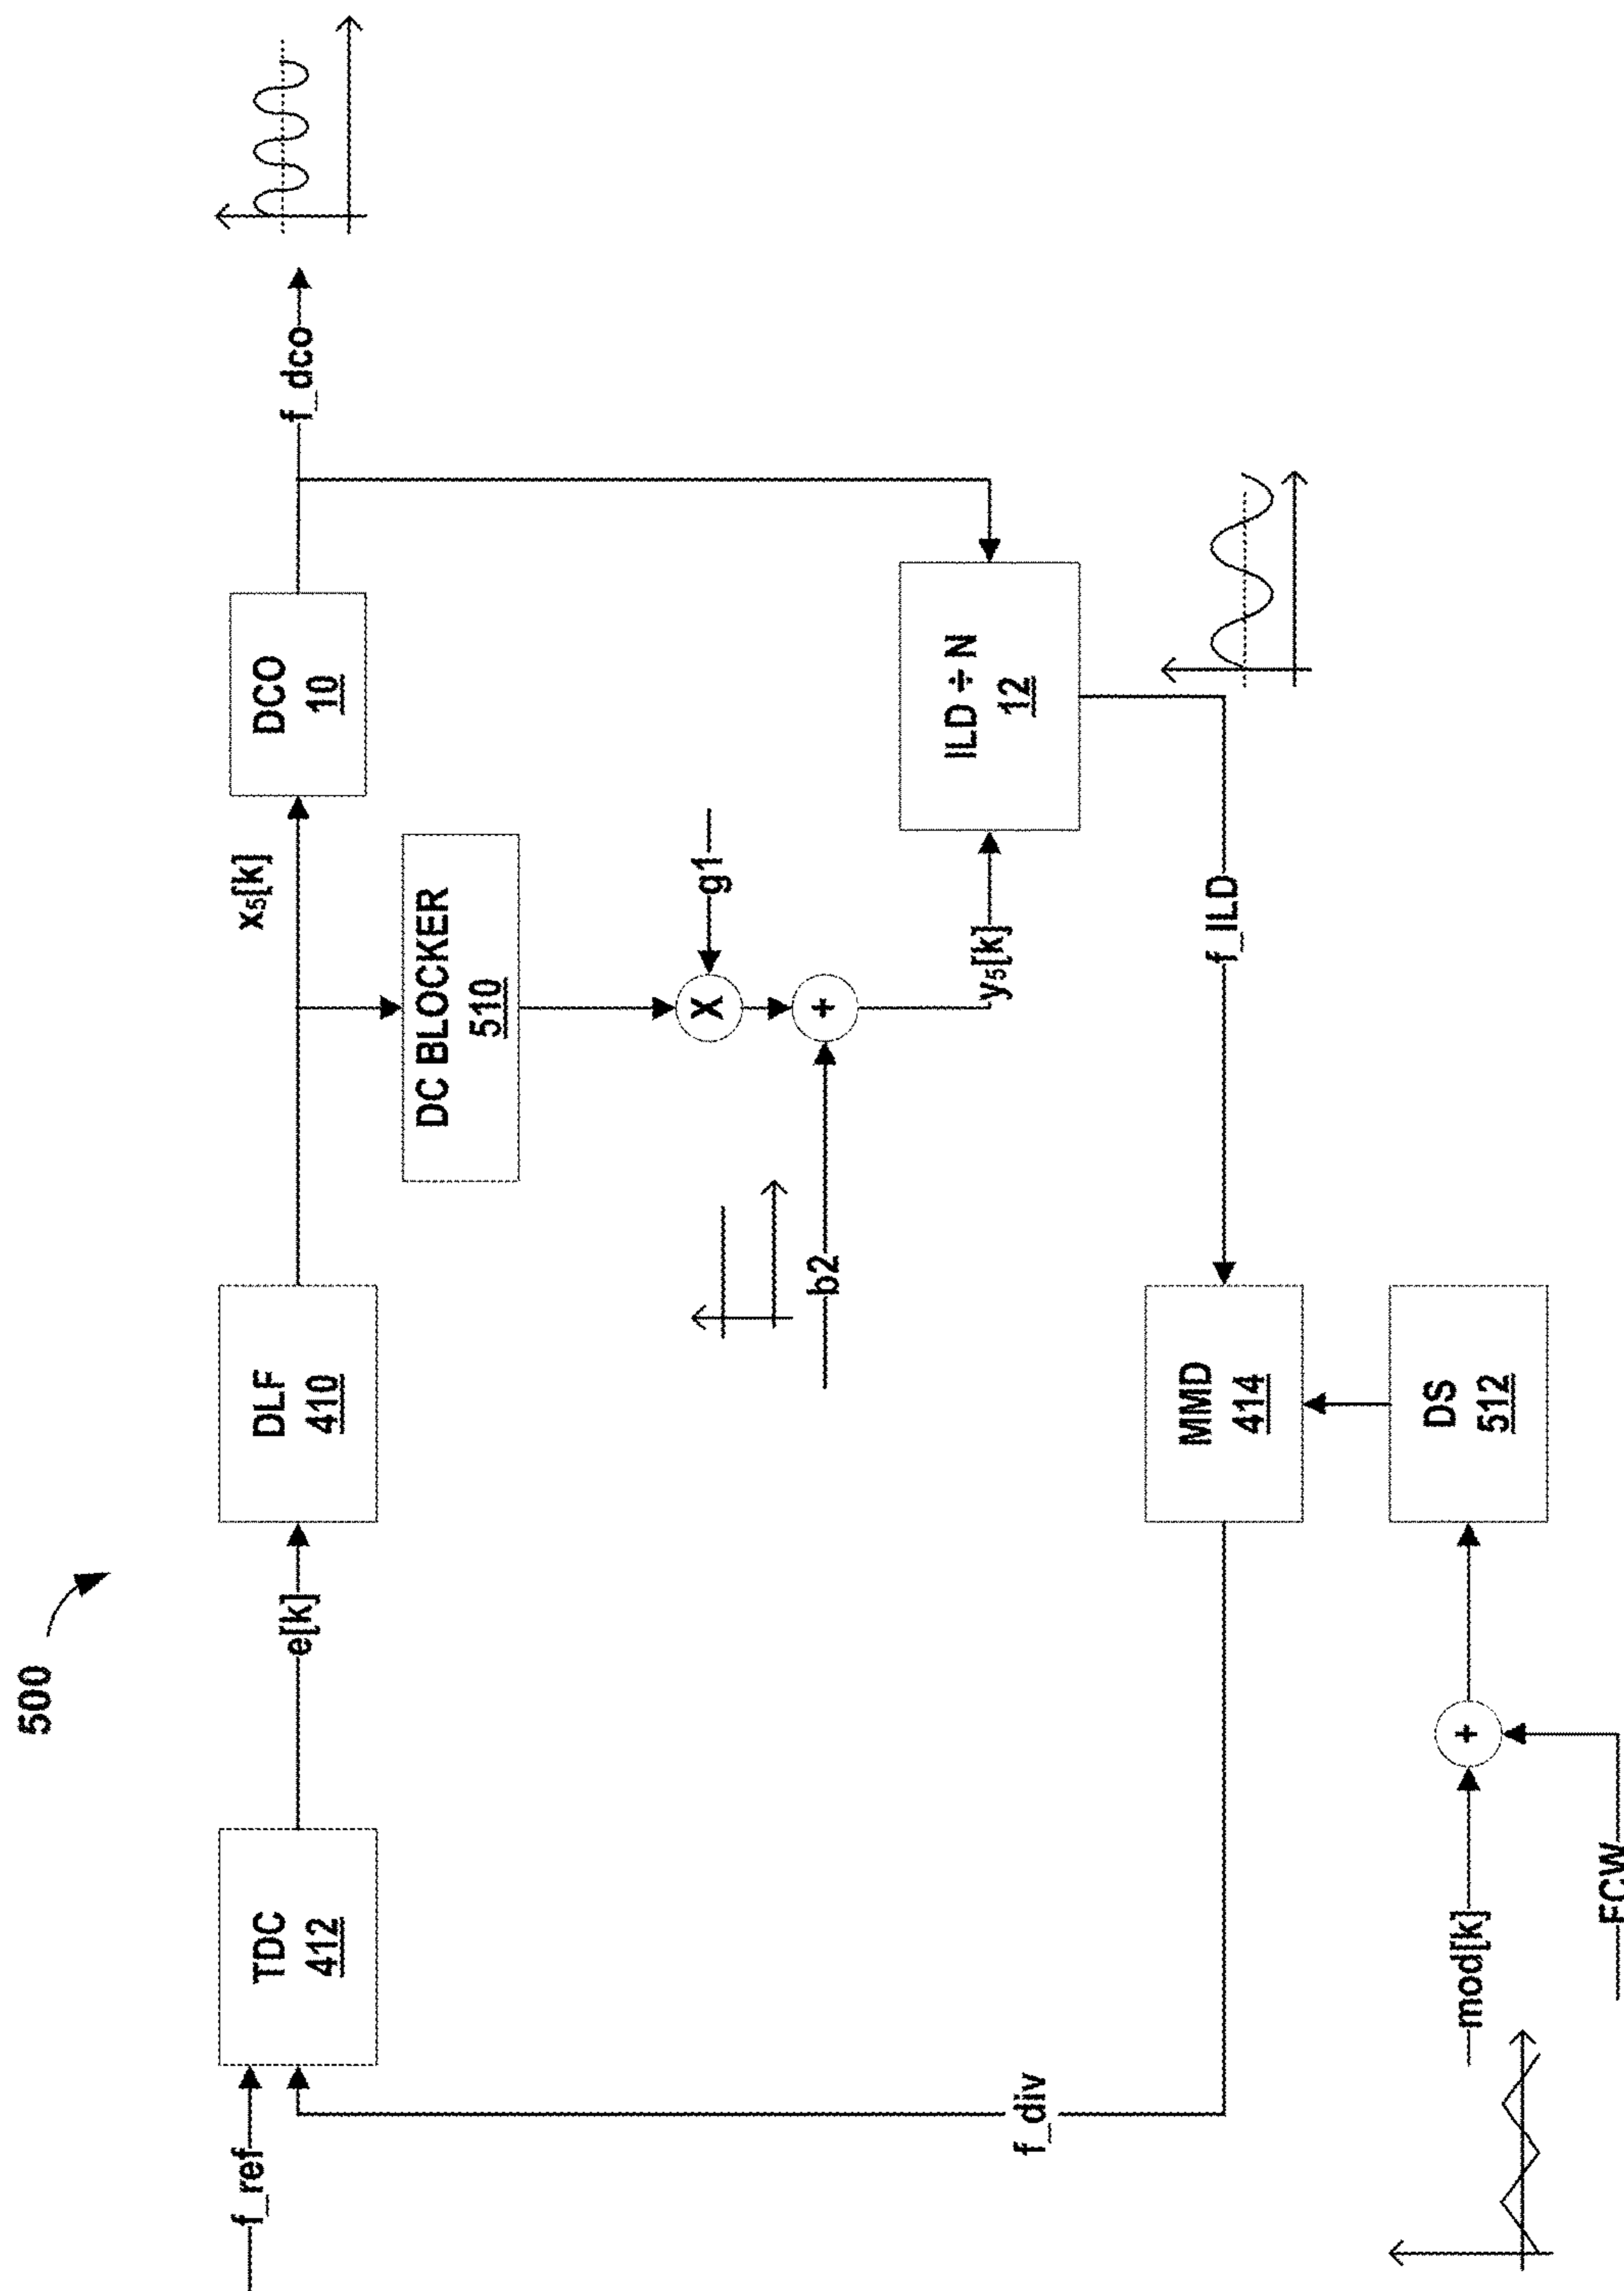 500
f_ref
TDC
412
e[k]
DLF
410
x₅[k]
DCO
10
f_dco
DC BLOCKER
510
X
g1
+
b2
y₅[k]
ILD ÷ N
12
f_ILD
f_div
MMD
414
DS
512
+
mod[k]
FCW